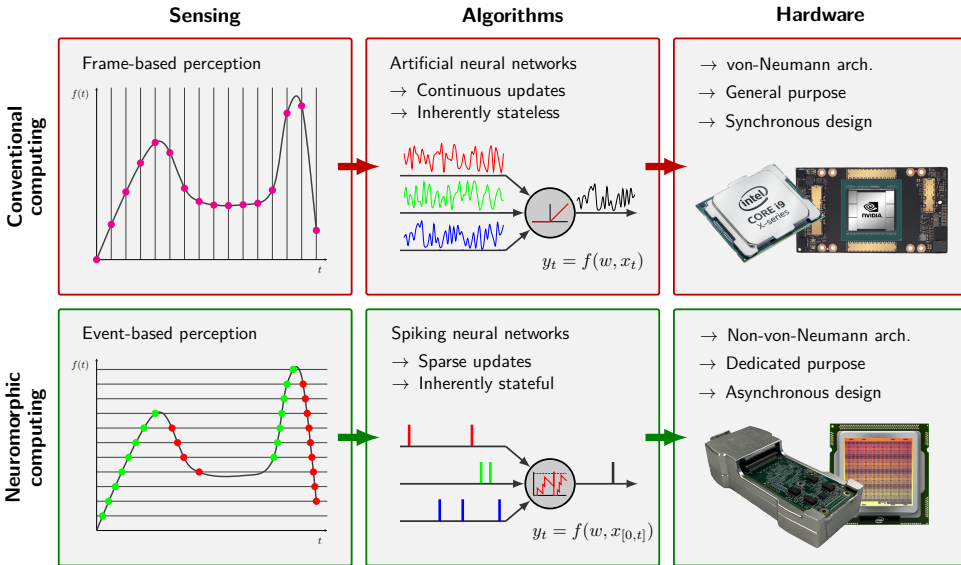 Sensing
Algorithms
Hardware
Conventional
computing
Frame-based perception
f(t)
t
Artificial neural networks
→ Continuous updates
→ Inherently stateless
y_t = f(w, x_t)
→ von-Neumann arch.
→ General purpose
→ Synchronous design
intel
CORE i9
X-series
NVIDIA
Neuromorphic
computing
Event-based perception
f(t)
t
Spiking neural networks
→ Sparse updates
→ Inherently stateful
y_t = f(w, x_{[0,t]})
→ Non-von-Neumann arch.
→ Dedicated purpose
→ Asynchronous design